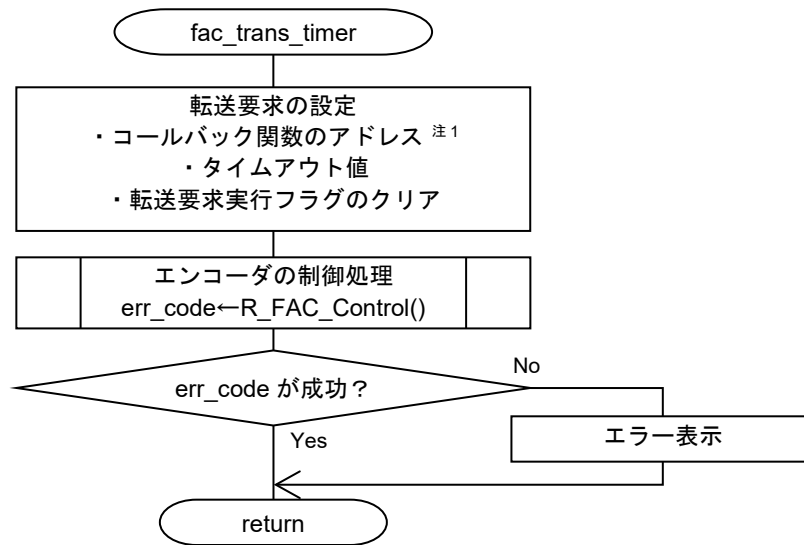 fac_trans_timer
転送要求の設定
・コールバック関数のアドレス 注1
・タイムアウト値
・転送要求実行フラグのクリア
エンコーダの制御処理
err_code←R_FAC_Control()
No
err_code が成功？
エラー表示
Yes
return